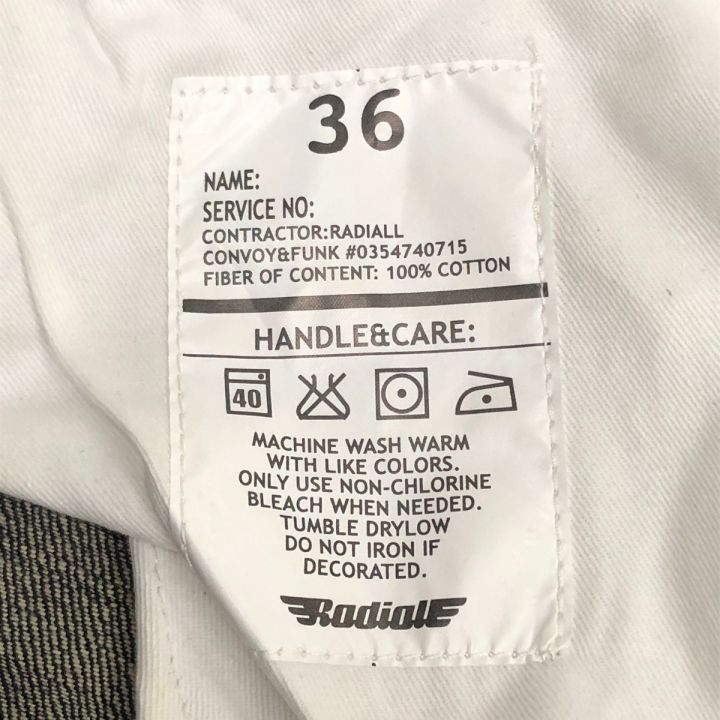 36
NAME:
SERVICE NO:
CONTRACTOR:RADIALL
CONVOY&FUNK #0354740715
FIBER OF CONTENT: 100% COTTON
HANDLE&CARE:
40
MACHINE WASH WARM
WITH LIKE COLORS.
ONLY USE NON-CHLORINE
BLEACH WHEN NEEDED.
TUMBLE DRYLOW
DO NOT IRON IF
DECORATED.
Radiall